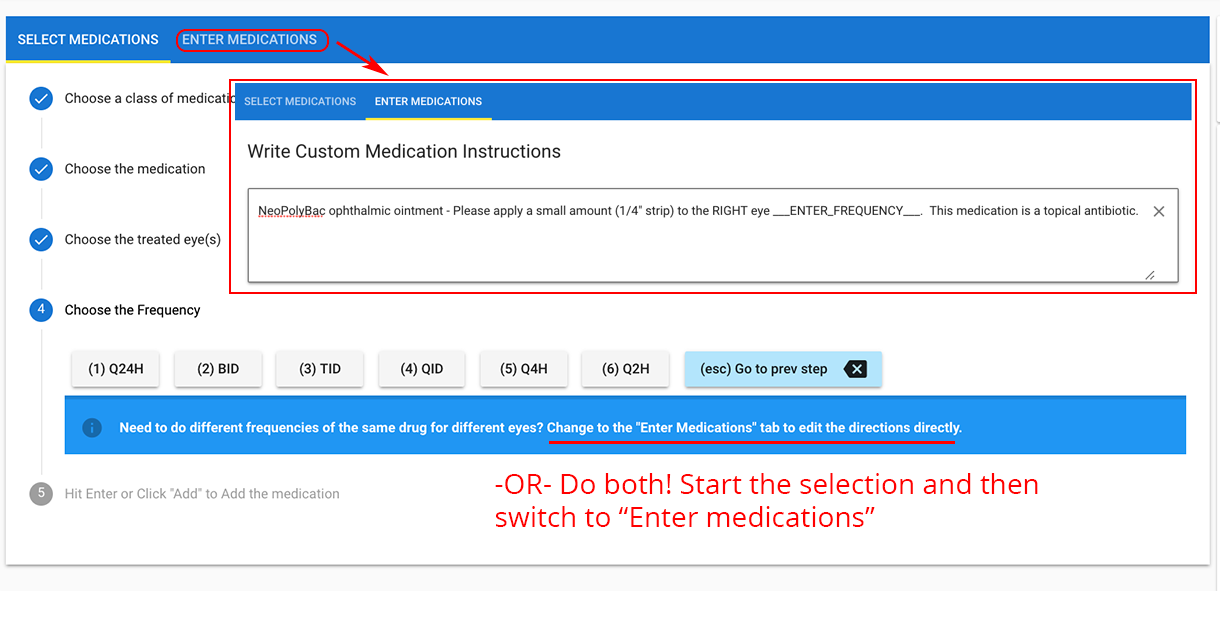 SELECT MEDICATIONS ENTER MEDICATIONS
Choose a class of medicatio
SELECT MEDICATIONS ENTER MEDICATIONS
Write Custom Medication Instructions
Choose the medication
NeoPolyBac ophthalmic ointment - Please apply a small amount (1/4" strip) to the RIGHT eye ___ENTER_FREQUENCY___.  This medication is a topical antibiotic.
Choose the treated eye(s)
4 Choose the Frequency
(1) Q24H (2) BID (3) TID (4) QID (5) Q4H (6) Q2H (esc) Go to prev step
Need to do different frequencies of the same drug for different eyes? Change to the "Enter Medications" tab to edit the directions directly.
-OR- Do both! Start the selection and then
switch to “Enter medications”
5 Hit Enter or Click "Add" to Add the medication